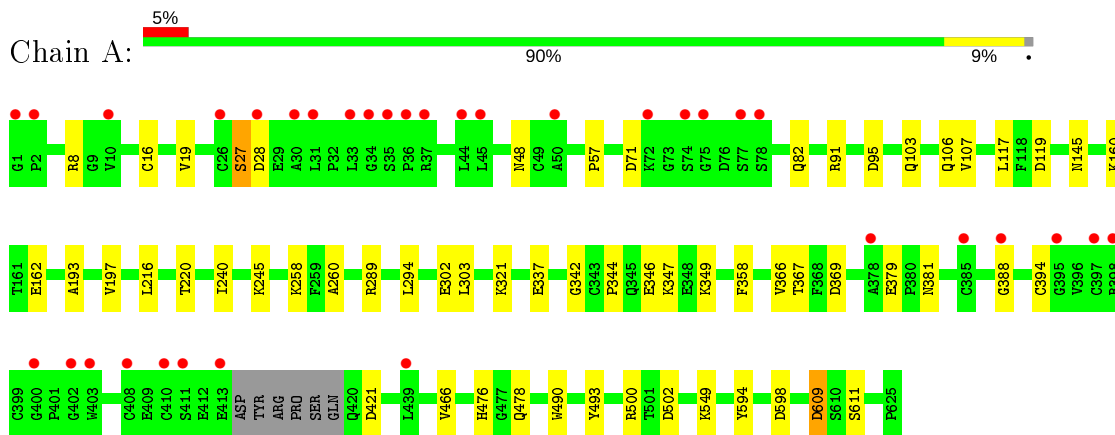 5%
Chain A:
90% 9% •
G1 P2 R8 G9 V10 C16 V19 C26 S27 D28 E29 A30 L31 P32 L33 G34 S35 P36 R37 L44 L45 N48 C49 A50 P57 D71 K72 G73 S74 G75 D76 S77 S78 Q82 R91 D95 Q103 Q106 V107 L117 F118 D119 N145 K160
T161 E162 A193 V197 L216 T220 I240 K245 K258 F259 A260 R289 L294 E302 L303 K321 E337 G342 C343 P344 Q345 E346 K347 E348 K349 F358 V366 T367 F368 D369 A378 E379 P380 N381 C385 G388 C394 G395 V396 C397 R398
C399 G400 P401 G402 W403 C408 E409 C410 S411 E412 E413 ASP TYR ARG PRO SER GLN Q420 D421 L439 V466 H476 G477 Q478 W490 Y493 R500 T501 D502 K549 Y594 D598 D609 S610 S611 P625